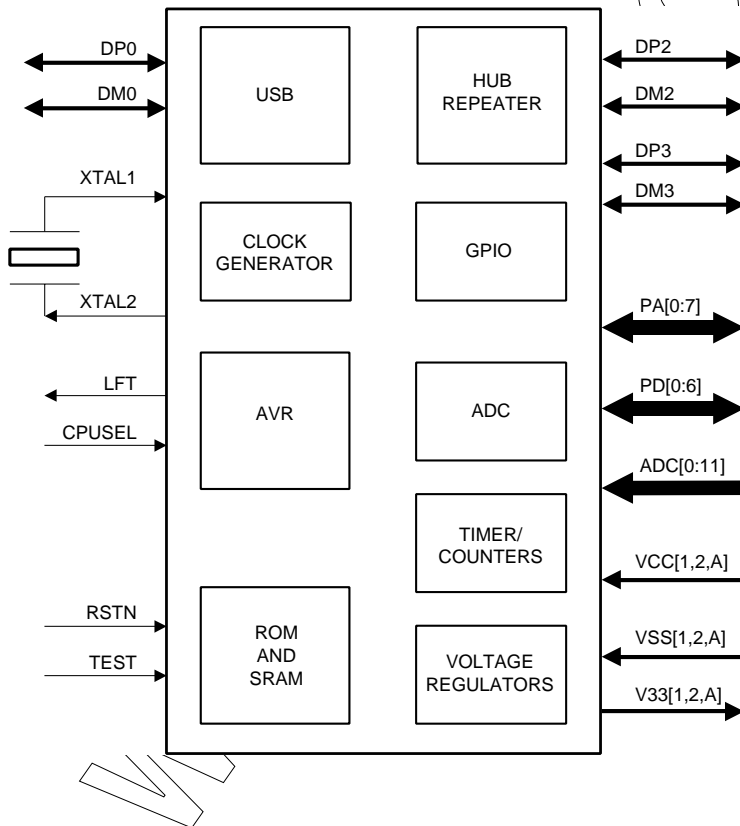 DP0
DM0
XTAL1
XTAL2
LFT
CPUSEL
RSTN
TEST
USB
HUB
REPEATER
CLOCK
GENERATOR
GPIO
AVR
ADC
TIMER/
COUNTERS
ROM
AND
SRAM
VOLTAGE
REGULATORS
DP2
DM2
DP3
DM3
PA[0:7]
PD[0:6]
ADC[0:11]
VCC[1,2,A]
VSS[1,2,A]
V33[1,2,A]